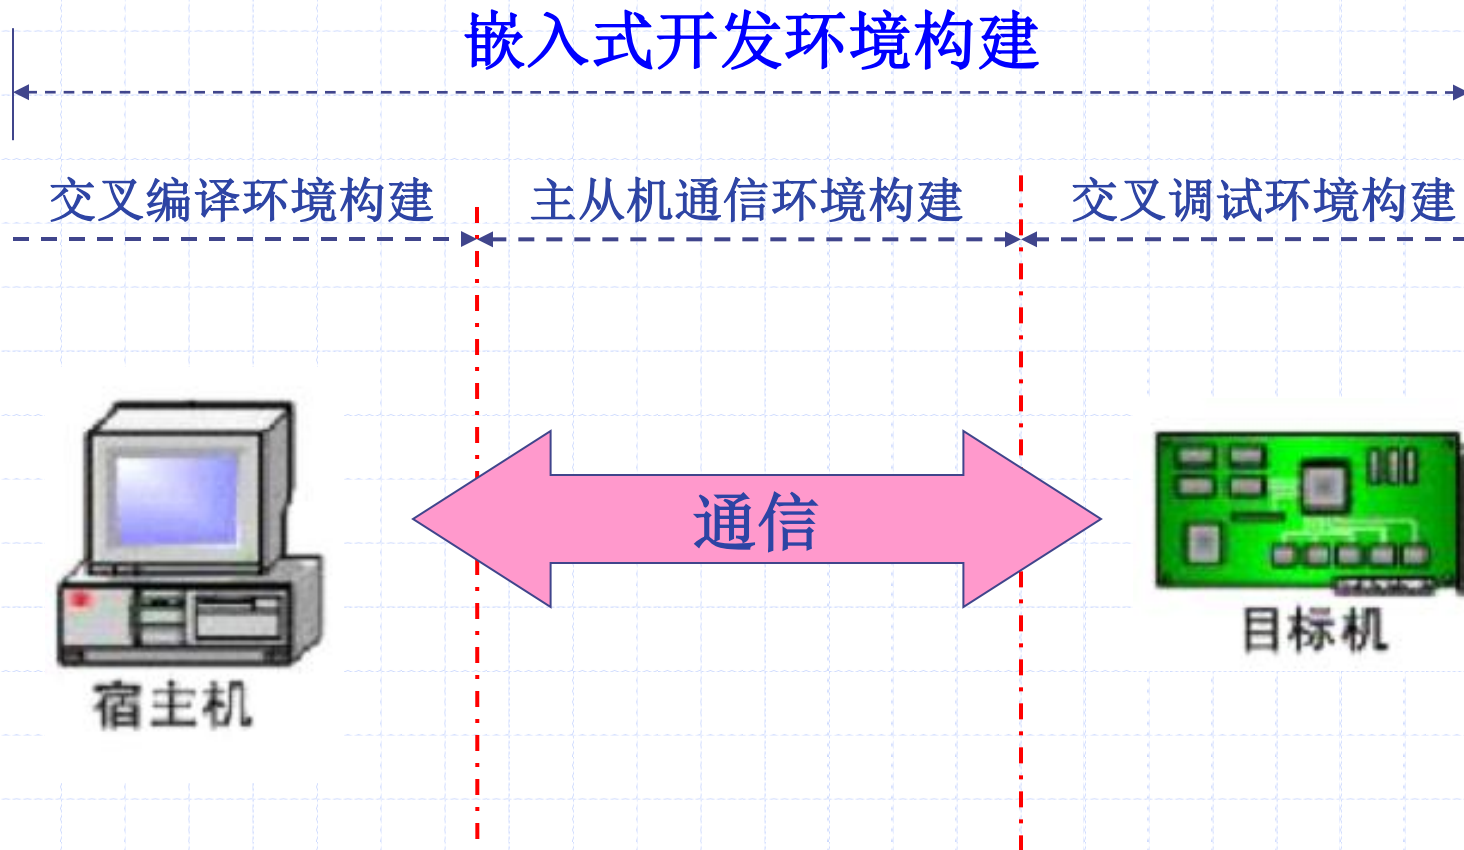 嵌入式开发环境构建
交叉编译环境构建
主从机通信环境构建
交叉调试环境构建
通信
目标机
宿主机